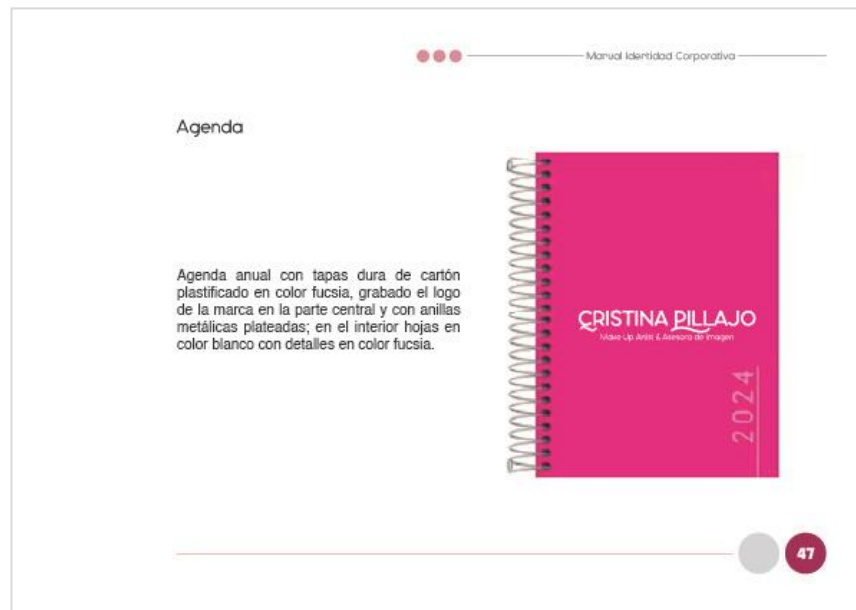 Manual Identidad Corporativa
Agenda
Agenda anual con tapas dura de cartón
plastificado en color fucsia, grabado el logo
de la marca en la parte central y con anillas
metálicas plateadas; en el interior hojas en
color blanco con detalles en color fucsia.
CRISTINA PILLAJO
Make Up Artist & Asesora de Imagen
2024
47